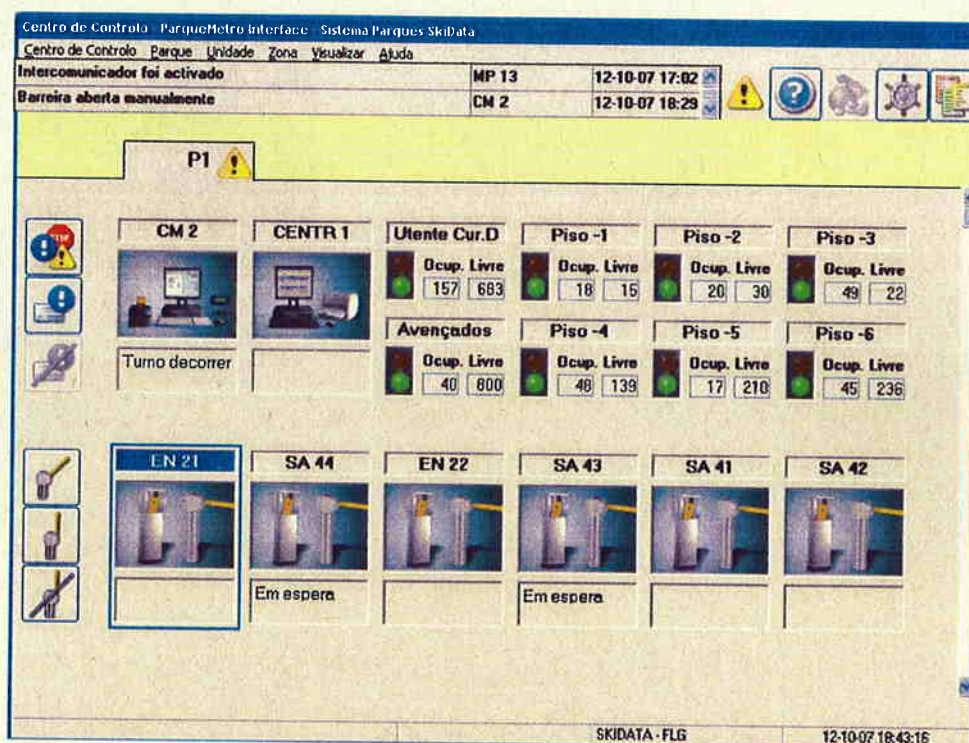 Centro de Controlo - ParqueMetro Interface - Sistema Parques SkiData
Centro de Controlo Parque Unidade Zona Visualizar Ajuda
Intercomunicador foi activado MP 13 12-10-07 17:02
Barreira aberta manualmente CM 2 12-10-07 18:29
P1
CM 2 CENTR 1 Utente Cur.D Piso -1 Piso -2 Piso -3
Ocup. Livre Ocup. Livre Ocup. Livre Ocup. Livre
157 683 18 15 20 30 49 22
Avençados Piso -4 Piso -5 Piso -6
Turno decorrer Ocup. Livre Ocup. Livre Ocup. Livre Ocup. Livre
40 800 48 139 17 210 45 236
EN 21 SA 44 EN 22 SA 43 SA 41 SA 42
Em espera Em espera
SKIDATA - FLG 12-10-07 18:43:16